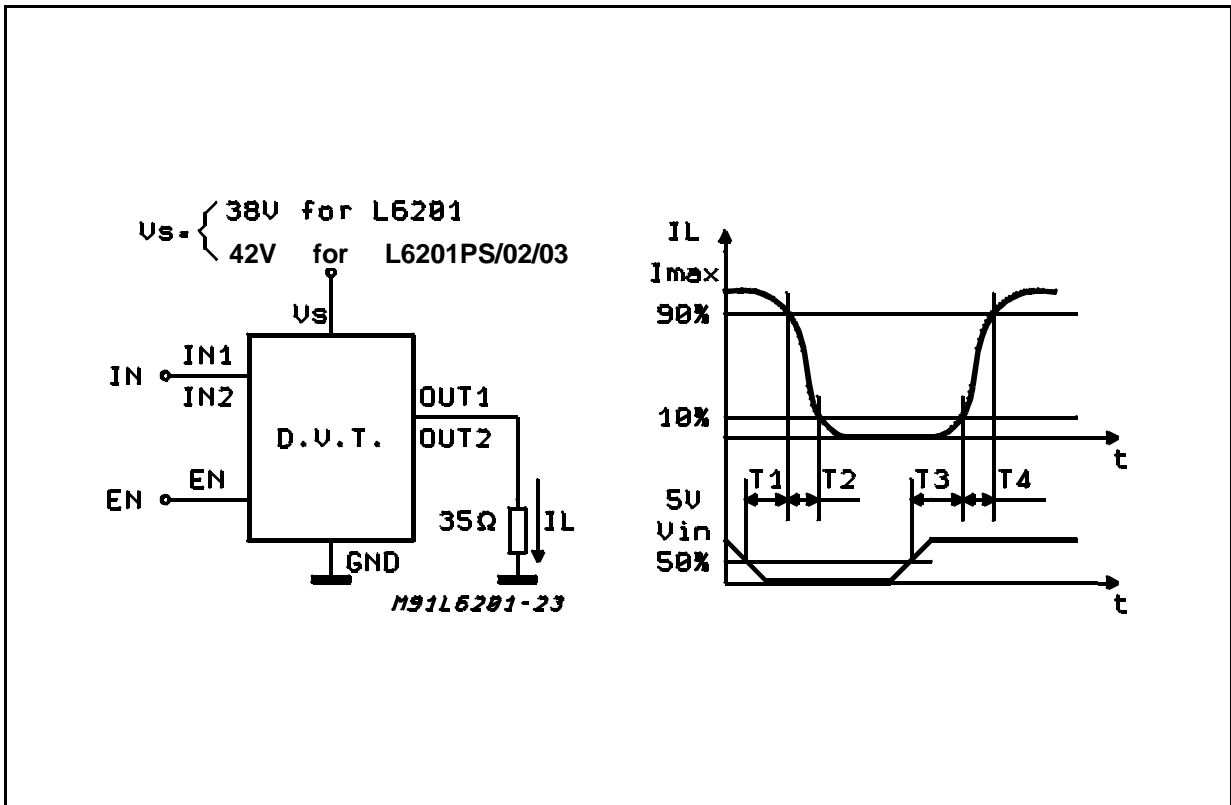 Vs= { 38V for L6201
42V for L6201PS/02/03
Vs
IN
IN1
IN2
EN
EN
D.V.T.
OUT1
OUT2
35Ω
IL
GND
M91L6201-23
IL
Imax
90%
10%
t
T1
T2
T3
T4
5V
Vin
50%
t